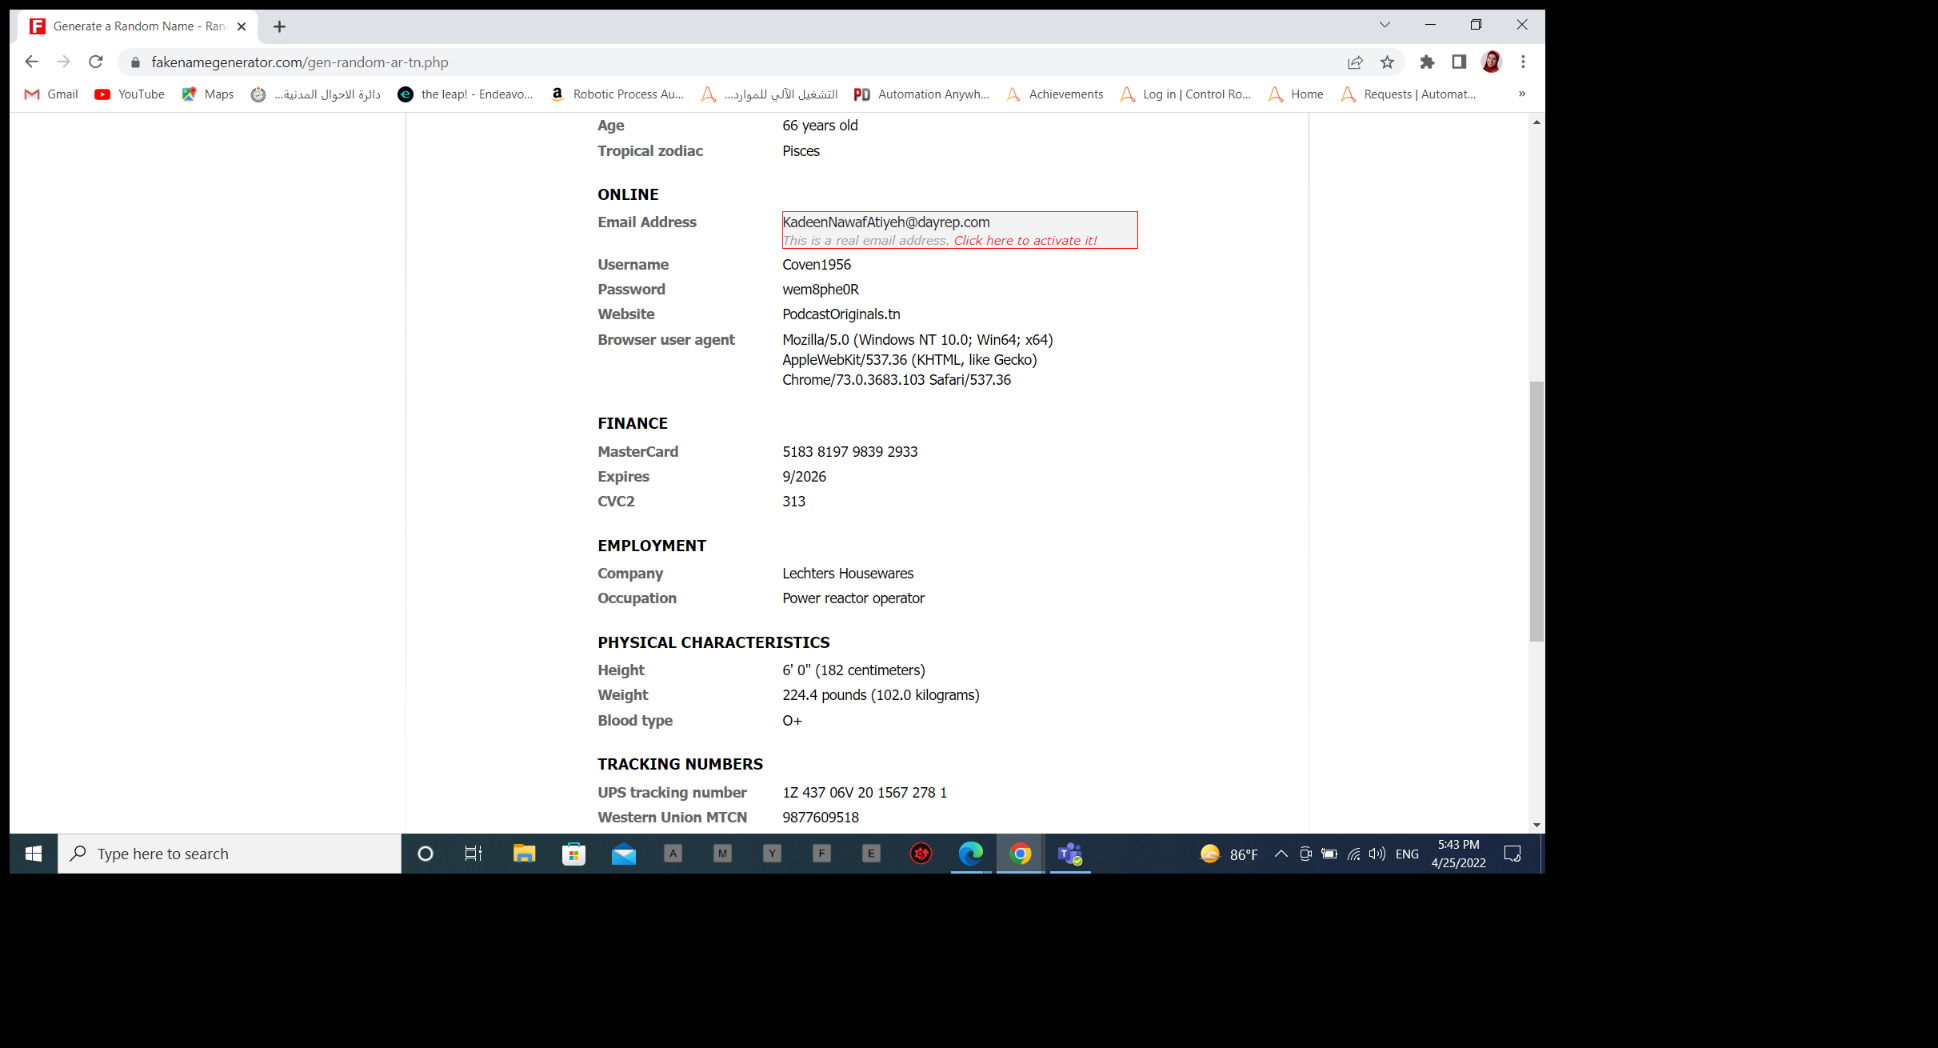 Generate a Random Name - Ran
fakenamegenerator.com/gen-random-ar-tn.php
Gmail
YouTube
Maps
دائرة الاحوال المدنية...
the leap! - Endeavo...
Robotic Process Au...
التشغيل الآلي للموارد...
Automation Anywh...
Achievements
Log in | Control Ro...
Home
Requests | Automat...
»
Age 66 years old
Tropical zodiac Pisces
ONLINE
Email Address KadeenNawafAtiyeh@dayrep.com
This is a real email address. Click here to activate it!
Username Coven1956
Password wem8phe0R
Website PodcastOriginals.tn
Browser user agent Mozilla/5.0 (Windows NT 10.0; Win64; x64)
AppleWebKit/537.36 (KHTML, like Gecko)
Chrome/73.0.3683.103 Safari/537.36
FINANCE
MasterCard 5183 8197 9839 2933
Expires 9/2026
CVC2 313
EMPLOYMENT
Company Lechters Housewares
Occupation Power reactor operator
PHYSICAL CHARACTERISTICS
Height 6' 0" (182 centimeters)
Weight 224.4 pounds (102.0 kilograms)
Blood type O+
TRACKING NUMBERS
UPS tracking number 1Z 437 06V 20 1567 278 1
Western Union MTCN 9877609518
Type here to search
A M Y F E
86°F
ENG
5:43 PM
4/25/2022